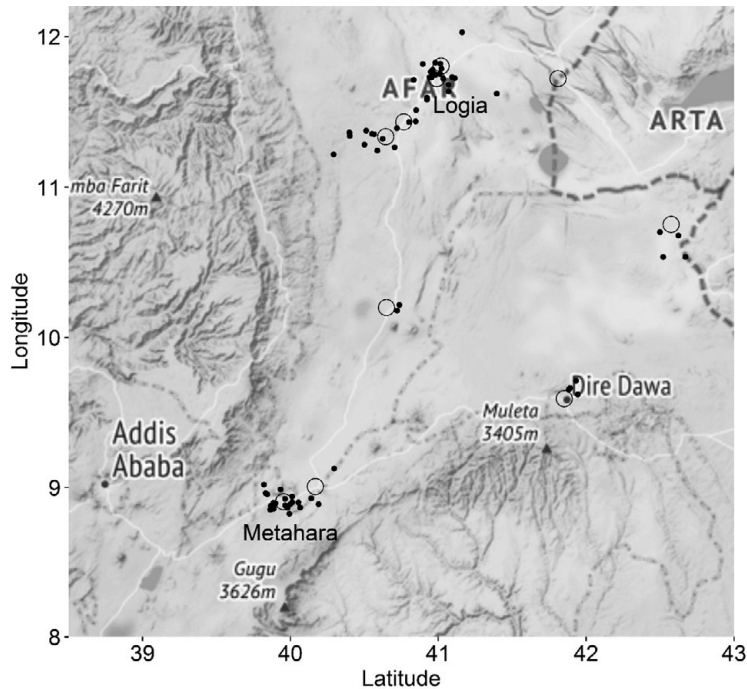 12
AFAR
Logia
ARTA
mba Farit
4270m
11
Longitude
10
Dire Dawa
Muleta
3405m
Addis
Ababa
9
Metahara
Gugu
3626m
8
39
40
41
42
43
Latitude